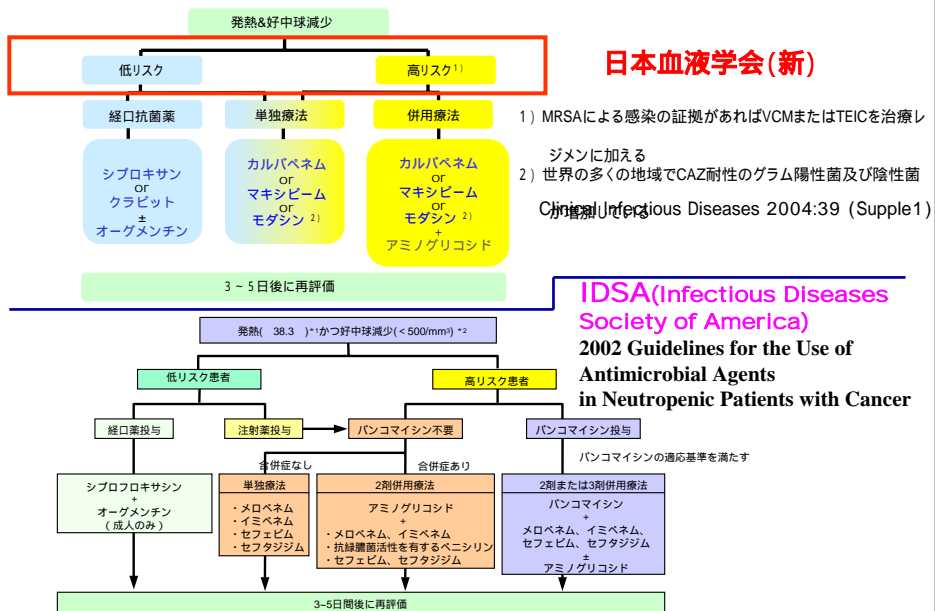 発熱&好中球減少
低リスク
高リスク1)
経口抗菌薬
単独療法
併用療法
シプロキサン
or
クラビット
±
オーグメンチン
カルバペネム
or
マキシピーム
or
モダシン 2)
カルバペネム
or
マキシピーム
or
モダシン 2)
+
アミノグリコシド
3～5日後に再評価
日本血液学会(新)
1) MRSAによる感染の証拠があればVCMまたはTEICを治療レ
ジメンに加える
2) 世界の多くの地域でCAZ耐性のグラム陽性菌及び陰性菌
が増加している
Clinical Infectious Diseases 2004:39 (Supple1)
IDSA(Infectious Diseases
Society of America)
2002 Guidelines for the Use of
Antimicrobial Agents
in Neutropenic Patients with Cancer
発熱( 38.3 )*1かつ好中球減少(<500/mm3) *2
低リスク患者
高リスク患者
経口薬投与
注射薬投与
バンコマイシン不要
バンコマイシン投与
合併症なし
合併症あり
バンコマイシンの適応基準を満たす
シプロフロキサシン
+
オーグメンチン
(成人のみ)
単独療法
・メロペネム
・イミペネム
・セフェピム
・セフタジジム
2剤併用療法
アミノグリコシド
+
・メロペネム、イミペネム
・抗緑膿菌活性を有するペニシリン
・セフェピム、セフタジジム
2剤または3剤併用療法
バンコマイシン
+
メロペネム、イミペネム、
セフェピム、セフタジジム
±
アミノグリコシド
3~5日間後に再評価